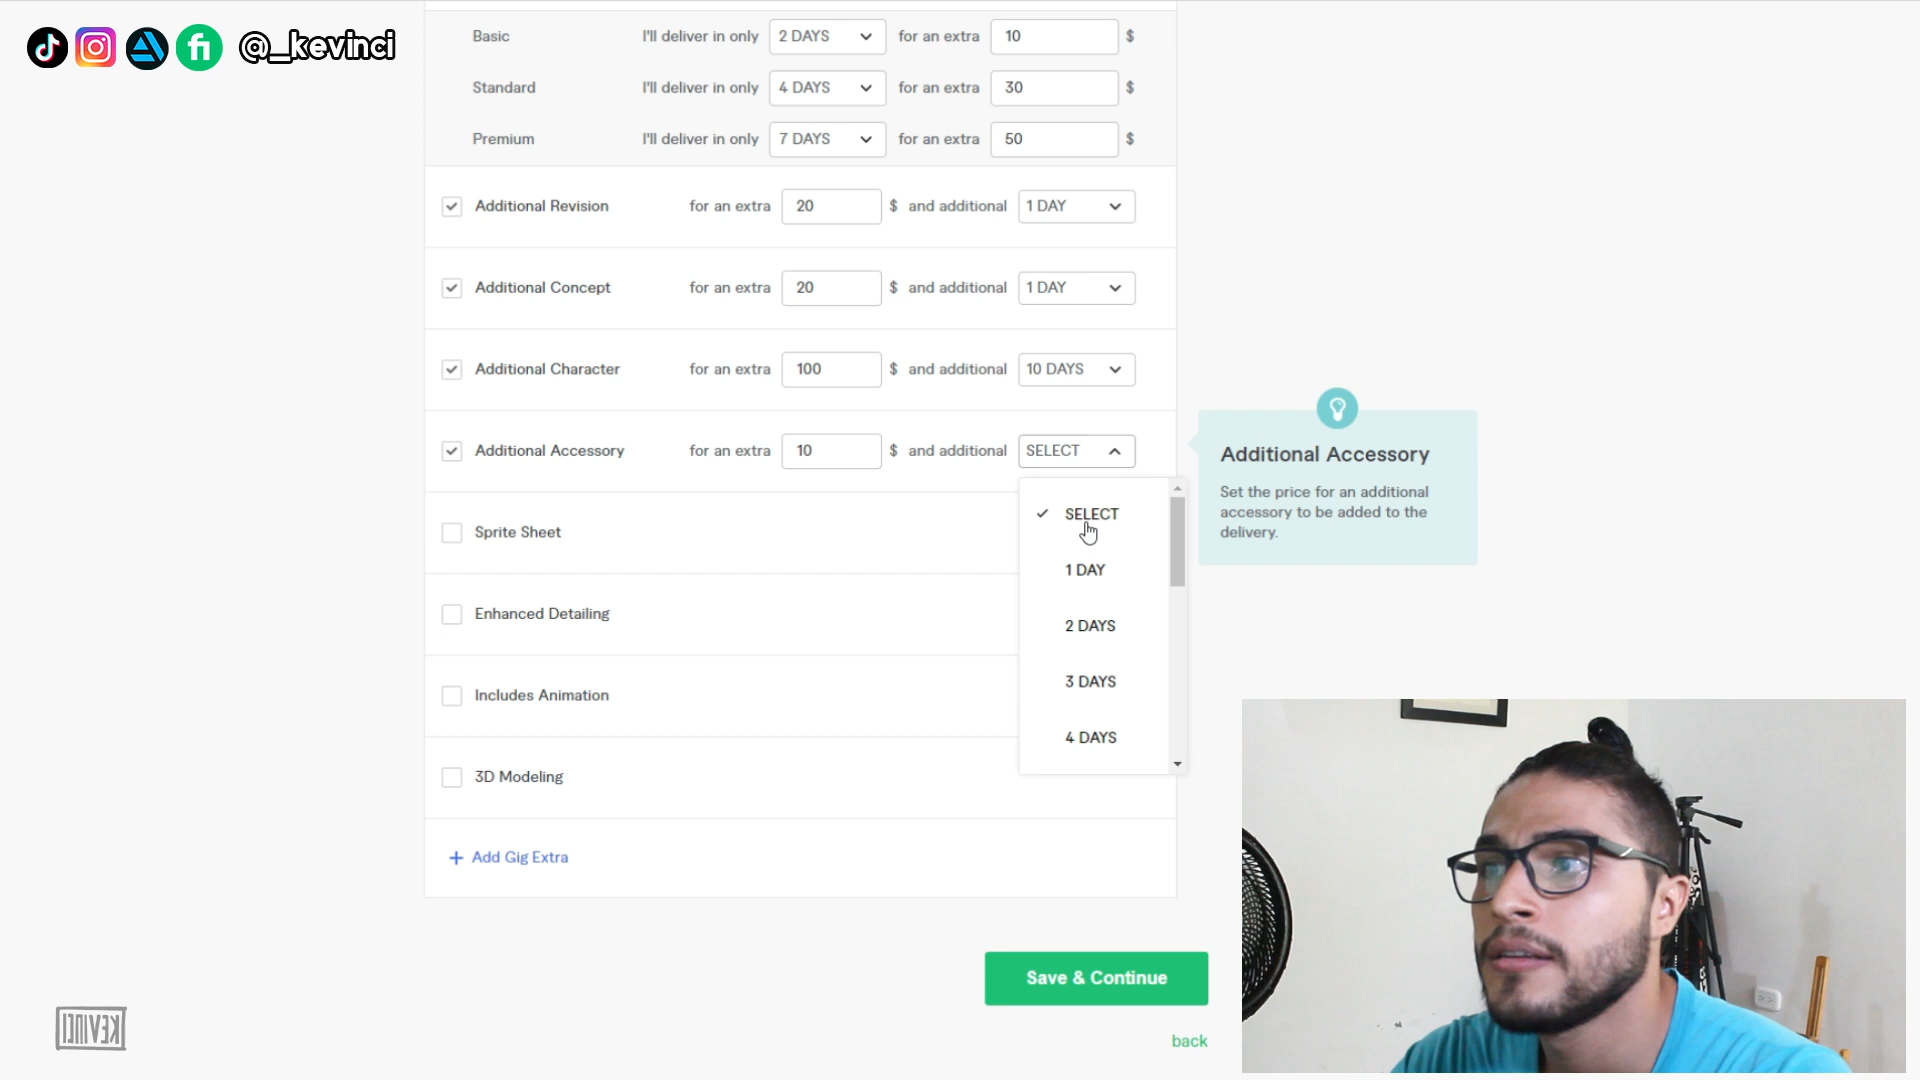 @_kevinci
Basic I'll deliver in only 2 DAYS for an extra 10 $
Standard I'll deliver in only 4 DAYS for an extra 30 $
Premium I'll deliver in only 7 DAYS for an extra 50 $
Additional Revision for an extra 20 $ and additional 1 DAY
Additional Concept for an extra 20 $ and additional 1 DAY
Additional Character for an extra 100 $ and additional 10 DAYS
Additional Accessory for an extra 10 $ and additional SELECT
SELECT
1 DAY
2 DAYS
3 DAYS
4 DAYS
Additional Accessory
Set the price for an additional
accessory to be added to the
delivery.
Sprite Sheet
Enhanced Detailing
Includes Animation
3D Modeling
+ Add Gig Extra
Save & Continue
back
KEVINCI
fi